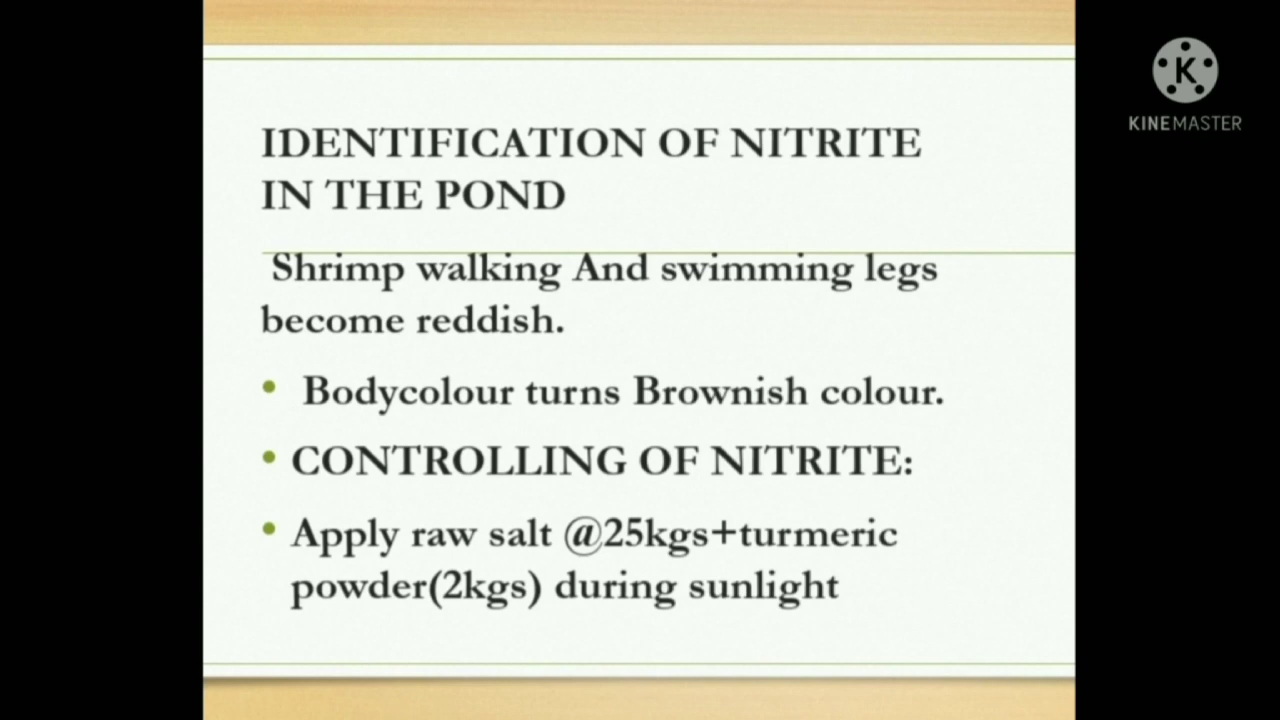 IDENTIFICATION OF NITRITE
IN THE POND
Shrimp walking And swimming legs
become reddish.
• Bodycolour turns Brownish colour.
• CONTROLLING OF NITRITE:
• Apply raw salt @25kgs+turmeric
powder(2kgs) during sunlight
K
KINEMASTER